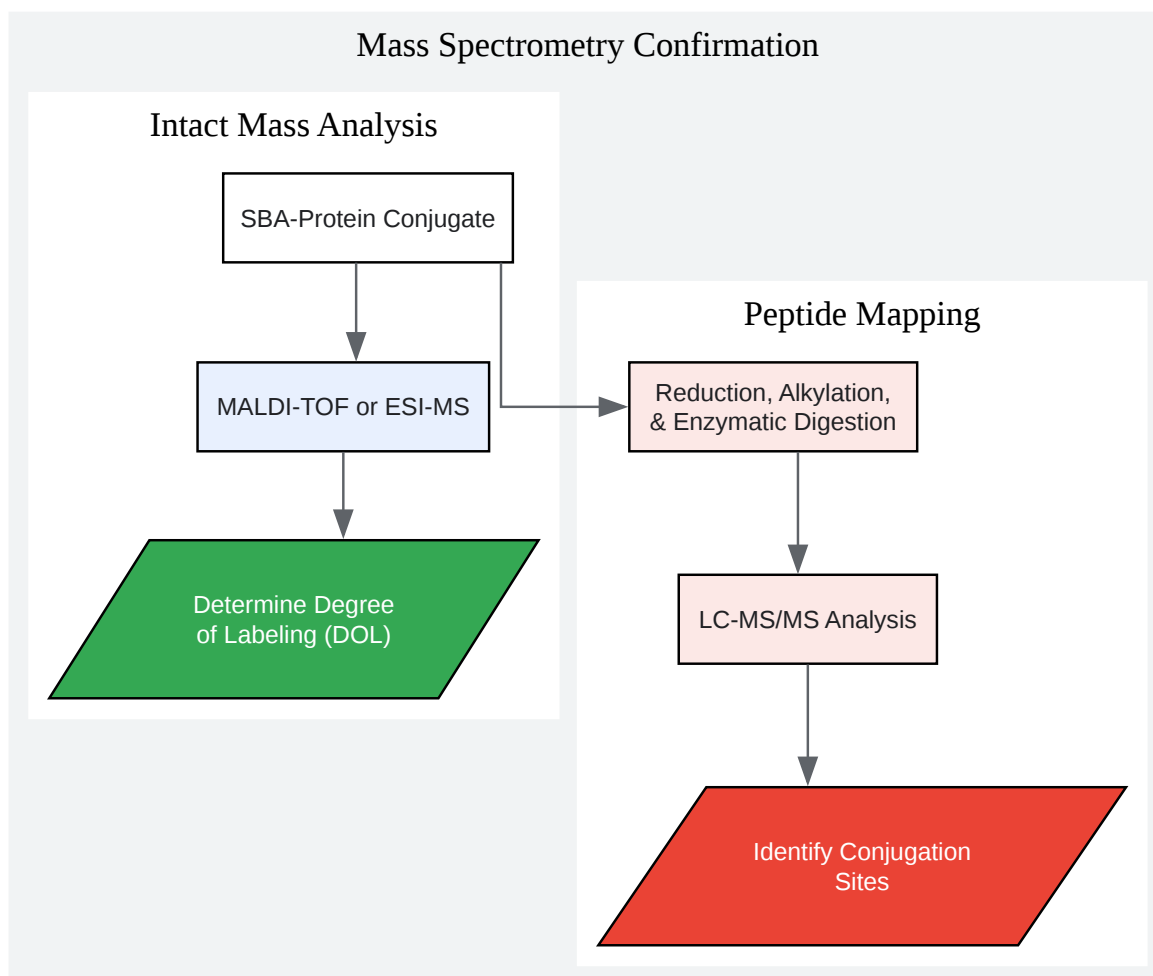 Mass Spectrometry Confirmation
Intact Mass Analysis
SBA-Protein Conjugate
MALDI-TOF or ESI-MS
Determine Degree
of Labeling (DOL)
Peptide Mapping
Reduction, Alkylation,
& Enzymatic Digestion
LC-MS/MS Analysis
Identify Conjugation
Sites